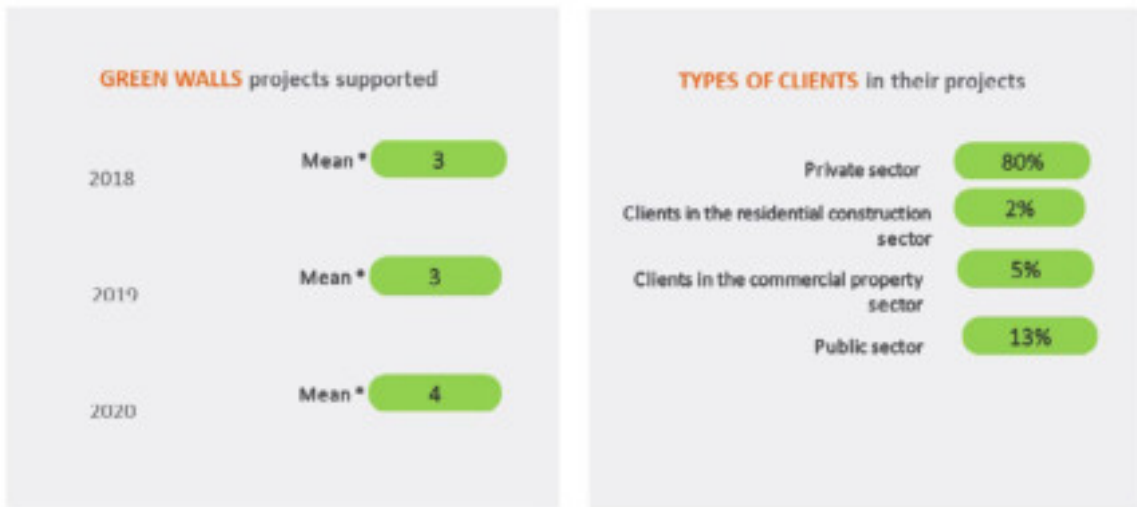 GREEN WALLS projects supported
2018
Mean * 3
2019
Mean * 3
2020
Mean * 4
TYPES OF CLIENTS in their projects
Private sector 80%
Clients in the residential construction
sector
2%
Clients in the commercial property
sector
5%
Public sector 13%